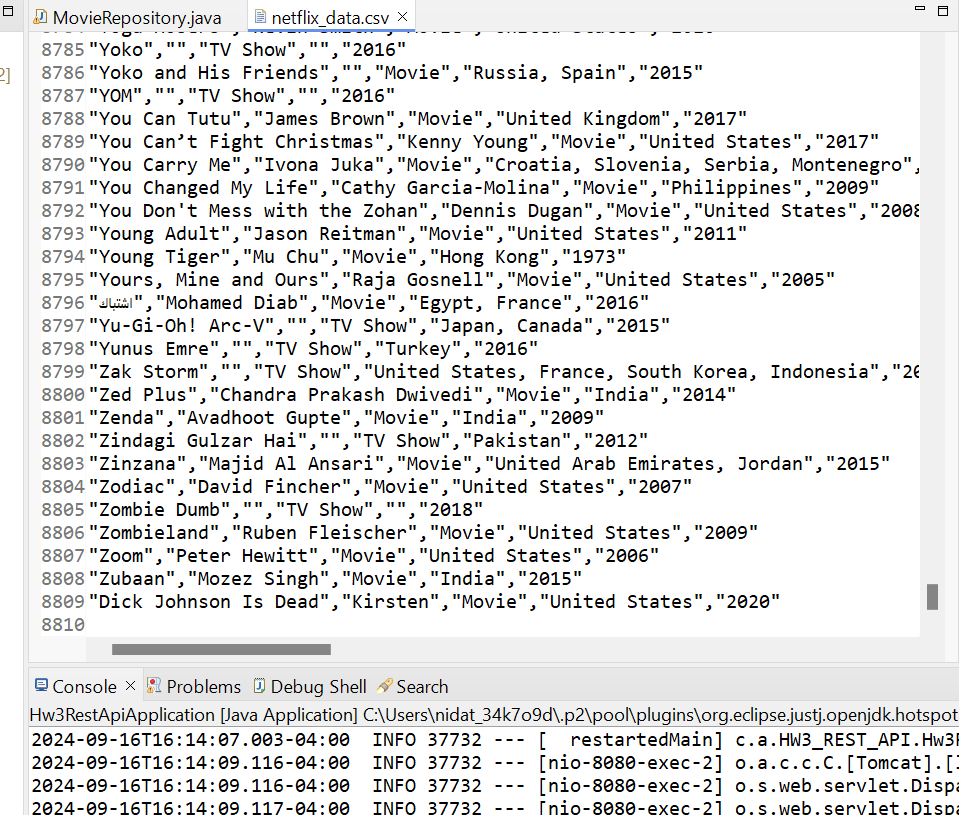 MovieRepository.java netflix_data.csv
8785 "Yoko","","TV Show","","2016"
2] 8786 "Yoko and His Friends","","Movie","Russia, Spain","2015"
8787 "YOM","","TV Show","","2016"
8788 "You Can Tutu","James Brown","Movie","United Kingdom","2017"
8789 "You Can’t Fight Christmas","Kenny Young","Movie","United States","2017"
8790 "You Carry Me","Ivona Juka","Movie","Croatia, Slovenia, Serbia, Montenegro",
8791 "You Changed My Life","Cathy Garcia-Molina","Movie","Philippines","2009"
8792 "You Don't Mess with the Zohan","Dennis Dugan","Movie","United States","2008
8793 "Young Adult","Jason Reitman","Movie","United States","2011"
8794 "Young Tiger","Mu Chu","Movie","Hong Kong","1973"
8795 "Yours, Mine and Ours","Raja Gosnell","Movie","United States","2005"
8796 "اشتباك","Mohamed Diab","Movie","Egypt, France","2016"
8797 "Yu-Gi-Oh! Arc-V","","TV Show","Japan, Canada","2015"
8798 "Yunus Emre","","TV Show","Turkey","2016"
8799 "Zak Storm","","TV Show","United States, France, South Korea, Indonesia","20
8800 "Zed Plus","Chandra Prakash Dwivedi","Movie","India","2014"
8801 "Zenda","Avadhoot Gupte","Movie","India","2009"
8802 "Zindagi Gulzar Hai","","TV Show","Pakistan","2012"
8803 "Zinzana","Majid Al Ansari","Movie","United Arab Emirates, Jordan","2015"
8804 "Zodiac","David Fincher","Movie","United States","2007"
8805 "Zombie Dumb","","TV Show","","2018"
8806 "Zombieland","Ruben Fleischer","Movie","United States","2009"
8807 "Zoom","Peter Hewitt","Movie","United States","2006"
8808 "Zubaan","Mozez Singh","Movie","India","2015"
8809 "Dick Johnson Is Dead","Kirsten","Movie","United States","2020"
8810
Console Problems Debug Shell Search
Hw3RestApiApplication [Java Application] C:\Users\nidat_34k7o9d\.p2\pool\plugins\org.eclipse.justj.openjdk.hotspot
2024-09-16T16:14:07.003-04:00 INFO 37732 --- [ restartedMain] c.a.HW3_REST_API.Hw3R
2024-09-16T16:14:09.116-04:00 INFO 37732 --- [nio-8080-exec-2] o.a.c.c.C.[Tomcat].[l
2024-09-16T16:14:09.116-04:00 INFO 37732 --- [nio-8080-exec-2] o.s.web.servlet.Dispa
2024-09-16T16:14:09.117-04:00 INFO 37732 --- [nio-8080-exec-2] o.s.web.servlet.Dispa